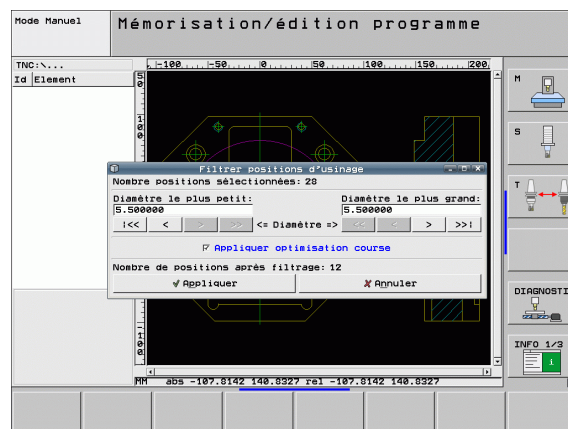 Mode Manuel
Mémorisation/édition programme
TNC:\...
Id Element
-100 -50 0 50 100 150 200
M
S
T
Filtrer positions d'usinage
Nombre positions sélectionnées: 28
Diamètre le plus petit: Diamètre le plus grand:
5.500000 5.500000
|<< < > >> <= Diamètre => << < > >>|
Appliquer optimisation course
Nombre de positions après filtrage: 12
Appliquer Annuler
DIAGNOSTI
INFO 1/3
MM abs -107.8142 140.8327 rel -107.8142 140.8327